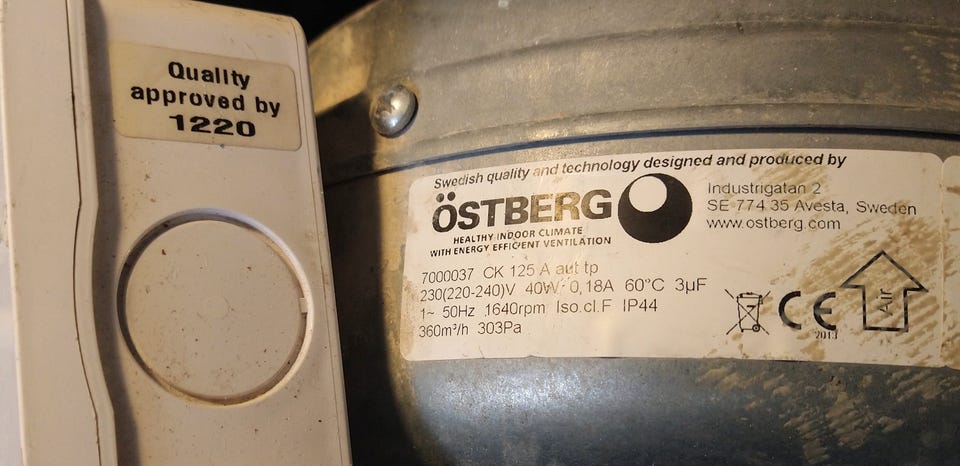 Quality
approved by
1220
Swedish quality and technology designed and produced by
ÖSTBERG
HEALTHY INDOOR CLIMATE
WITH ENERGY EFFICIENT VENTILATION
Industrigatan 2
SE 774 35 Avesta, Sweden
www.ostberg.com
7000037 CK 125 A aut tp
230(220-240)V 40W 0,18A 60°C 3µF
1~ 50Hz 1640rpm Iso.cl.F IP44
360m³/h 303Pa
CE
2013
Air